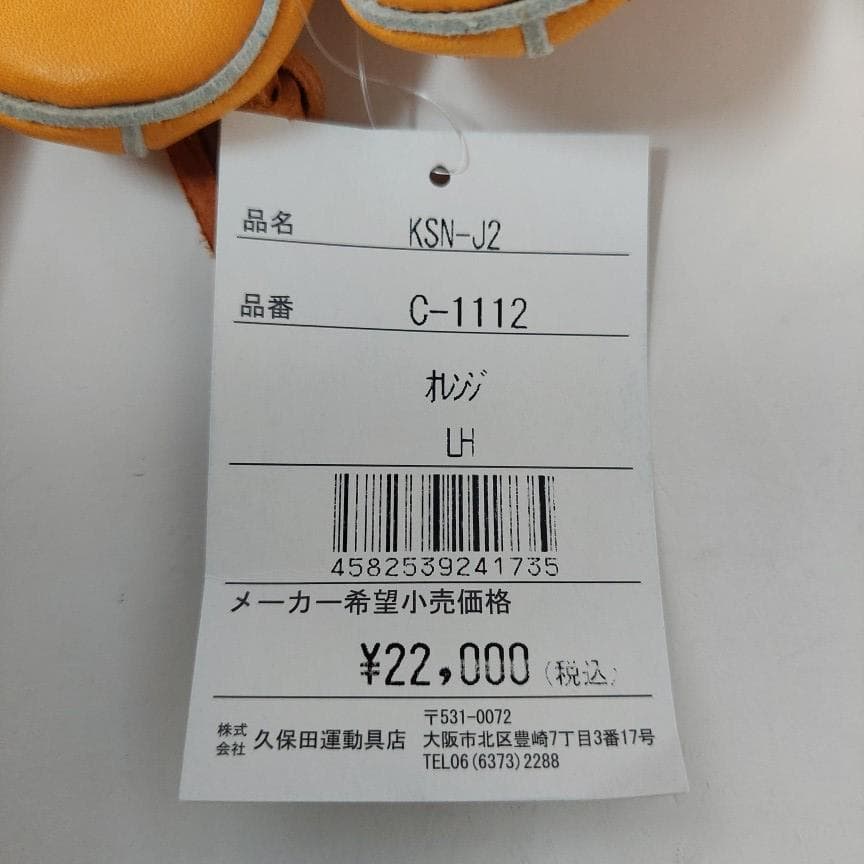 品名 KSN-J2
品番 C-1112
ｵﾚﾝｼﾞ
LH
4582539241735
メーカー希望小売価格
¥22,000(税込)
株式会社 久保田運動具店
〒531-0072
大阪市北区豊崎7丁目3番17号
TEL06(6373)2288